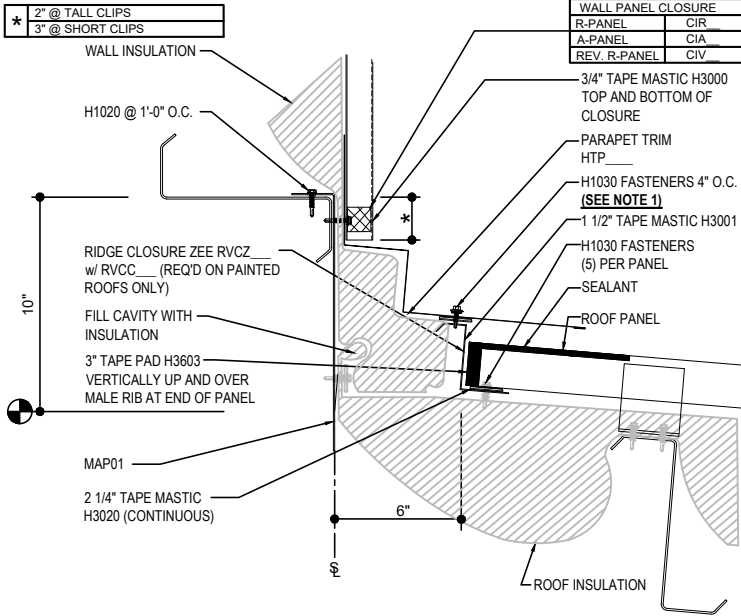 * 2" @ TALL CLIPS
3" @ SHORT CLIPS
WALL PANEL CLOSURE
R-PANEL CIR__
A-PANEL CIA__
REV. R-PANEL CIV__
WALL INSULATION
H1020 @ 1'-0" O.C.
3/4" TAPE MASTIC H3000
TOP AND BOTTOM OF
CLOSURE
PARAPET TRIM
HTP____
H1030 FASTENERS 4" O.C.
(SEE NOTE 1)
*
1 1/2" TAPE MASTIC H3001
H1030 FASTENERS
(5) PER PANEL
SEALANT
ROOF PANEL
RIDGE CLOSURE ZEE RVCZ___
w/ RVCC___ (REQ'D ON PAINTED
ROOFS ONLY)
10"
FILL CAVITY WITH
INSULATION
3" TAPE PAD H3603
VERTICALLY UP AND OVER
MALE RIB AT END OF PANEL
MAP01
2 1/4" TAPE MASTIC
H3020 (CONTINUOUS)
6"
SL
ROOF INSULATION